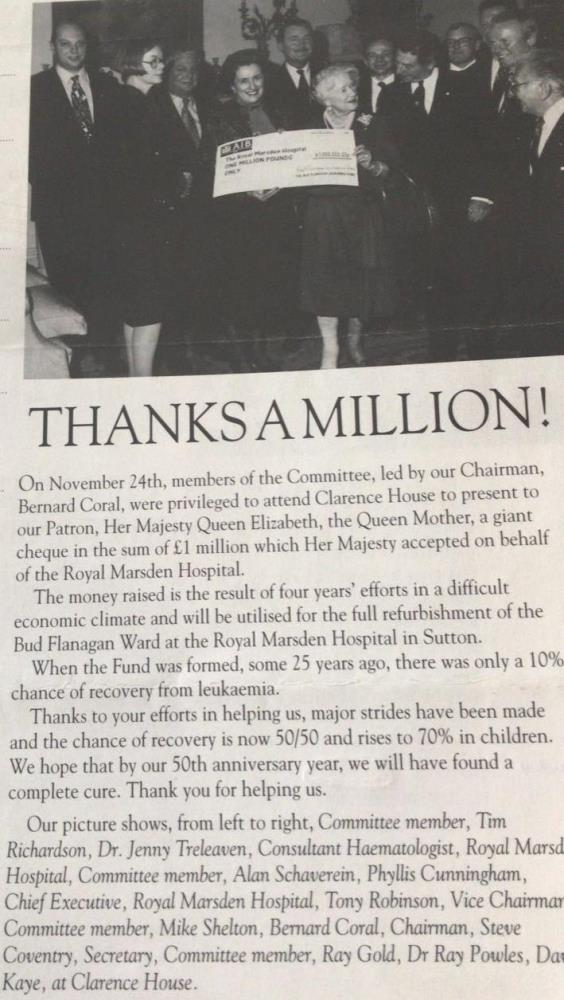 AIB
The Royal Marsden Hospital
ONE MILLION POUNDS
ONLY
THANKS A MILLION!
On November 24th, members of the Committee, led by our Chairman,
Bernard Coral, were privileged to attend Clarence House to present to
our Patron, Her Majesty Queen Elizabeth, the Queen Mother, a giant
cheque in the sum of £1 million which Her Majesty accepted on behalf
of the Royal Marsden Hospital.
The money raised is the result of four years' efforts in a difficult
economic climate and will be utilised for the full refurbishment of the
Bud Flanagan Ward at the Royal Marsden Hospital in Sutton.
When the Fund was formed, some 25 years ago, there was only a 10%
chance of recovery from leukaemia.
Thanks to your efforts in helping us, major strides have been made
and the chance of recovery is now 50/50 and rises to 70% in children.
We hope that by our 50th anniversary year, we will have found a
complete cure. Thank you for helping us.
Our picture shows, from left to right, Committee member, Tim
Richardson, Dr. Jenny Treleaven, Consultant Haematologist, Royal Marsd
Hospital, Committee member, Alan Schaverein, Phyllis Cunningham,
Chief Executive, Royal Marsden Hospital, Tony Robinson, Vice Chairman
Committee member, Mike Shelton, Bernard Coral, Chairman, Steve
Coventry, Secretary, Committee member, Ray Gold, Dr Ray Powles, Da
Kaye, at Clarence House.